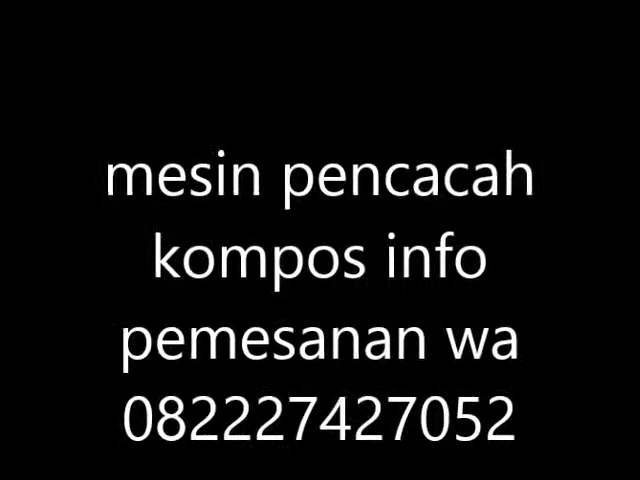 mesin pencacah
kompos info
pemesanan wa
082227427052